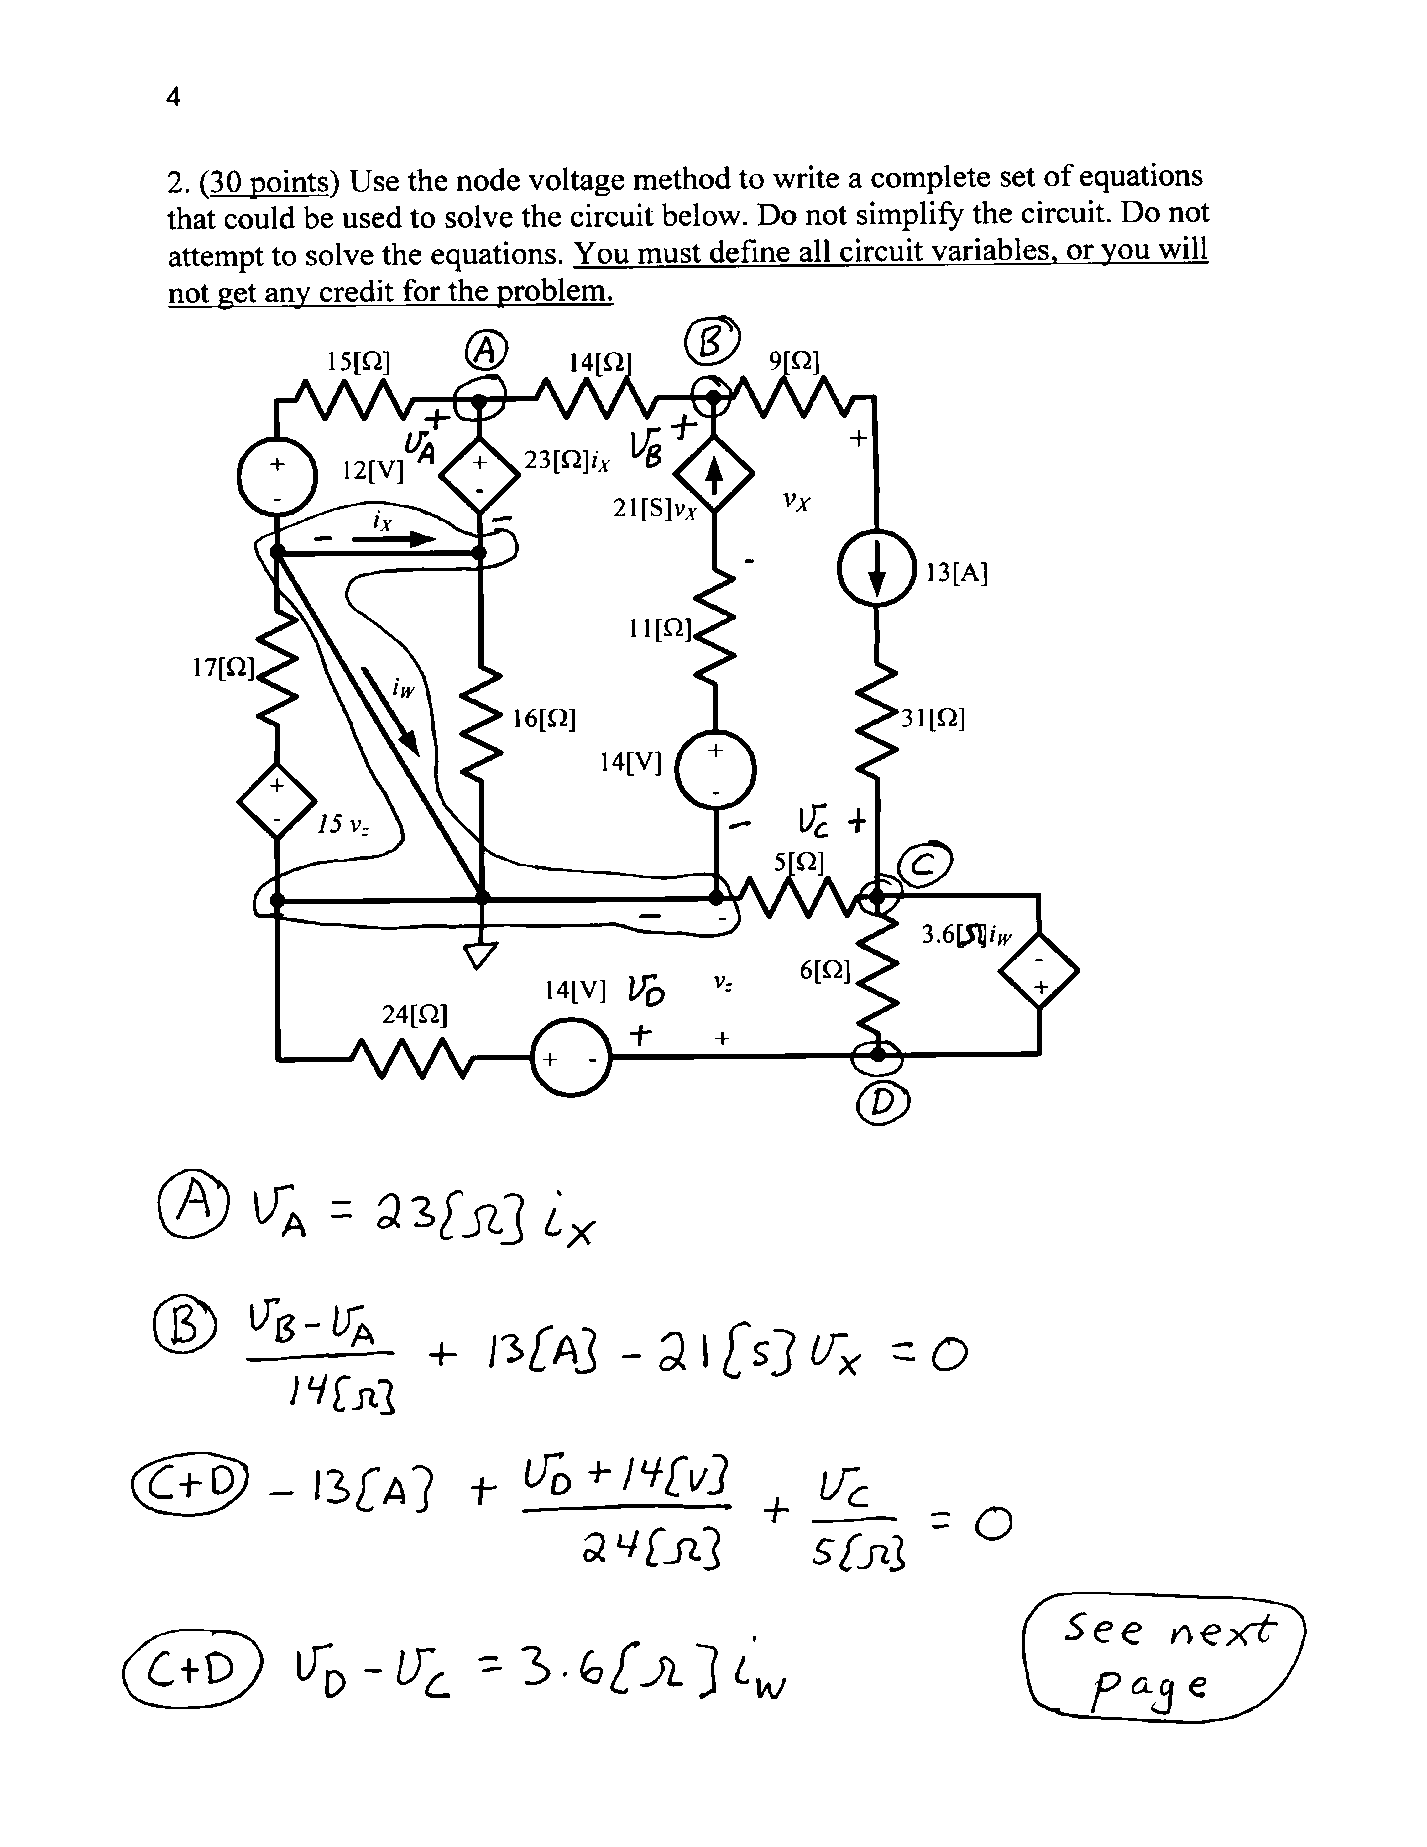 4
2. (30 points) Use the node voltage method to write a complete set of equations
that could be used to solve the circuit below. Do not simplify the circuit. Do not
attempt to solve the equations. You must define all circuit variables, or you will
not get any credit for the problem.
A
B
15[Ω]
14[Ω]
9[Ω]
+
+
+
vA
vB
12[V]
+
-
+
-
23[Ω]iX
21[S]vX
vX
iX
-
-
-
13[A]
11[Ω]
17[Ω]
iW
16[Ω]
31[Ω]
14[V]
+
-
+
-
15 vz
-
vC +
5[Ω]
C
-
-
3.6[Ω]iW
-
+
6[Ω]
14[V]
vD
vz
24[Ω]
+
+
+ -
D
A vA = 23[Ω] iX
B (vB - vA)/14[Ω] + 13[A] - 21[S] vX = 0
C+D - 13[A] + (vD + 14[V])/24[Ω] + vC/5[Ω] = 0
C+D vD - vC = 3.6[Ω] iW
See next
page